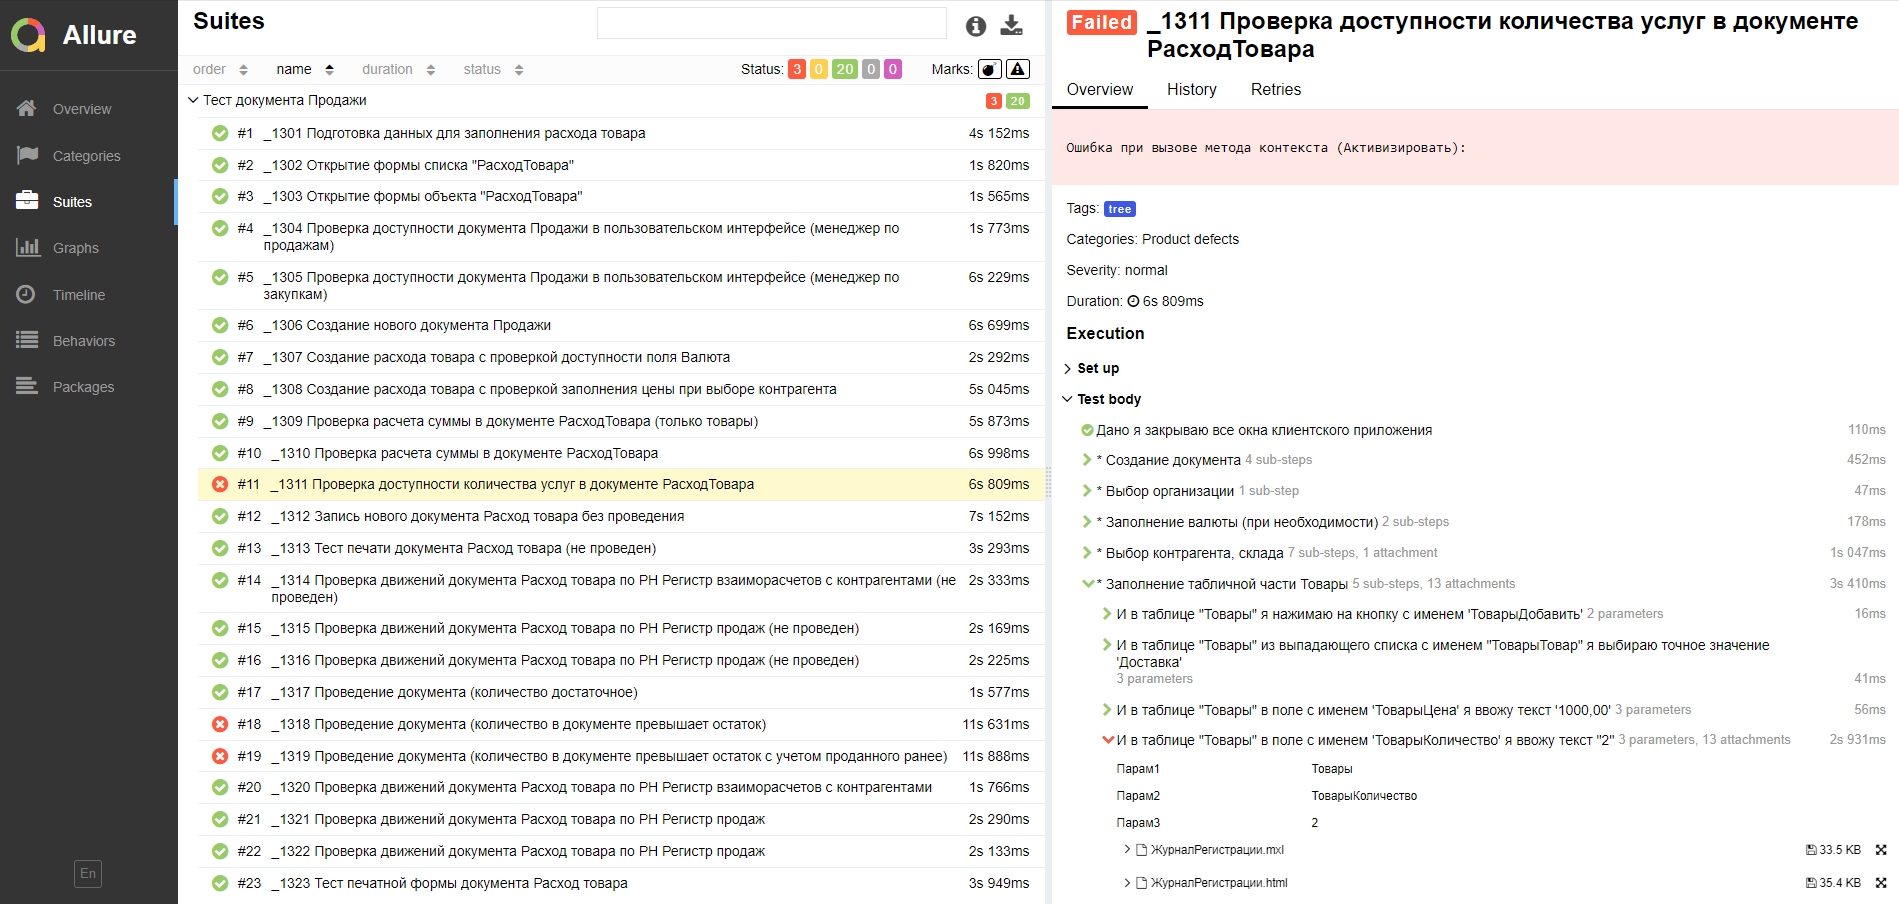 Allure
Overview
Categories
Suites
Graphs
Timeline
Behaviors
Packages
En
Suites
order name duration status Status: 3 0 20 0 0 Marks:
Тест документа Продажи 3 20
#1 _1301 Подготовка данных для заполнения расхода товара 4s 152ms
#2 _1302 Открытие формы списка "РасходТовара" 1s 820ms
#3 _1303 Открытие формы объекта "РасходТовара" 1s 565ms
#4 _1304 Проверка доступности документа Продажи в пользовательском интерфейсе (менеджер по 1s 773ms
продажам)
#5 _1305 Проверка доступности документа Продажи в пользовательском интерфейсе (менеджер по 6s 229ms
закупкам)
#6 _1306 Создание нового документа Продажи 6s 699ms
#7 _1307 Создание расхода товара с проверкой доступности поля Валюта 2s 292ms
#8 _1308 Создание расхода товара с проверкой заполнения цены при выборе контрагента 5s 045ms
#9 _1309 Проверка расчета суммы в документе РасходТовара (только товары) 5s 873ms
#10 _1310 Проверка расчета суммы в документе РасходТовара 6s 998ms
#11 _1311 Проверка доступности количества услуг в документе РасходТовара 6s 809ms
#12 _1312 Запись нового документа Расход товара без проведения 7s 152ms
#13 _1313 Тест печати документа Расход товара (не проведен) 3s 293ms
#14 _1314 Проверка движений документа Расход товара по РН Регистр взаиморасчетов с контрагентами (не 2s 333ms
проведен)
#15 _1315 Проверка движений документа Расход товара по РН Регистр продаж (не проведен) 2s 169ms
#16 _1316 Проверка движений документа Расход товара по РН Регистр продаж (не проведен) 2s 225ms
#17 _1317 Проведение документа (количество достаточное) 1s 577ms
#18 _1318 Проведение документа (количество в документе превышает остаток) 11s 631ms
#19 _1319 Проведение документа (количество в документе превышает остаток с учетом проданного ранее) 11s 888ms
#20 _1320 Проверка движений документа Расход товара по РН Регистр взаиморасчетов с контрагентами 1s 766ms
#21 _1321 Проверка движений документа Расход товара по РН Регистр продаж 2s 290ms
#22 _1322 Проверка движений документа Расход товара по РН Регистр продаж 2s 133ms
#23 _1323 Тест печатной формы документа Расход товара 3s 949ms
Failed _1311 Проверка доступности количества услуг в документе
РасходТовара
Overview History Retries
Ошибка при вызове метода контекста (Активизировать):
Tags: tree
Categories: Product defects
Severity: normal
Duration: 6s 809ms
Execution
Set up
Test body
Дано я закрываю все окна клиентского приложения 110ms
* Создание документа 4 sub-steps 452ms
* Выбор организации 1 sub-step 47ms
* Заполнение валюты (при необходимости) 2 sub-steps 178ms
* Выбор контрагента, склада 7 sub-steps, 1 attachment 1s 047ms
* Заполнение табличной части Товары 5 sub-steps, 13 attachments 3s 410ms
И в таблице "Товары" я нажимаю на кнопку с именем 'ТоварыДобавить' 2 parameters 16ms
И в таблице "Товары" из выпадающего списка с именем "ТоварыТовар" я выбираю точное значение
'Доставка'
3 parameters 41ms
И в таблице "Товары" в поле с именем 'ТоварыЦена' я ввожу текст '1000,00' 3 parameters 56ms
И в таблице "Товары" в поле с именем 'ТоварыКоличество' я ввожу текст "2" 3 parameters, 13 attachments 2s 931ms
Парам1 Товары
Парам2 ТоварыКоличество
Парам3 2
ЖурналРегистрации.mxl 33.5 KB
ЖурналРегистрации.html 35.4 KB